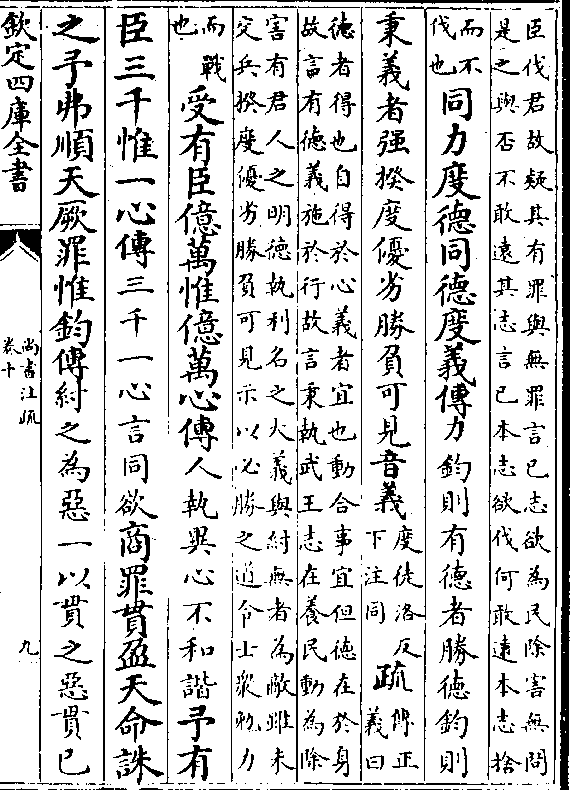 臣伐君故疑其有罪與無罪言已志欲為民除害無問
是之與否不敢遠其志言已本志欲伐何敢遠本志捨
而不
伐也
同力度德同德度義傳力鈞則有德者勝德鈞則
秉義者强揆度優劣勝負可見音義
度徒洛反
下注同
疏
傳正
義曰
德者得也自得於心義者宜也動合事宜但德在於身
故言有德義施於行故言秉執武王志在養民動為除
害有君人之明德執利名之大義與紂無者為敵雖未
交兵揆度優劣勝負可見示以必勝之道令士眾勉力
而戰
也
受有臣億萬惟億萬心傳人執異心不和諧予有
臣三千惟一心傳三千一心言同欲商罪貫盈天命誅
之予弗順天厥罪惟鈞傳紂之為惡一以貫之惡貫已
欽定四庫全書
尚書注疏
卷十
九